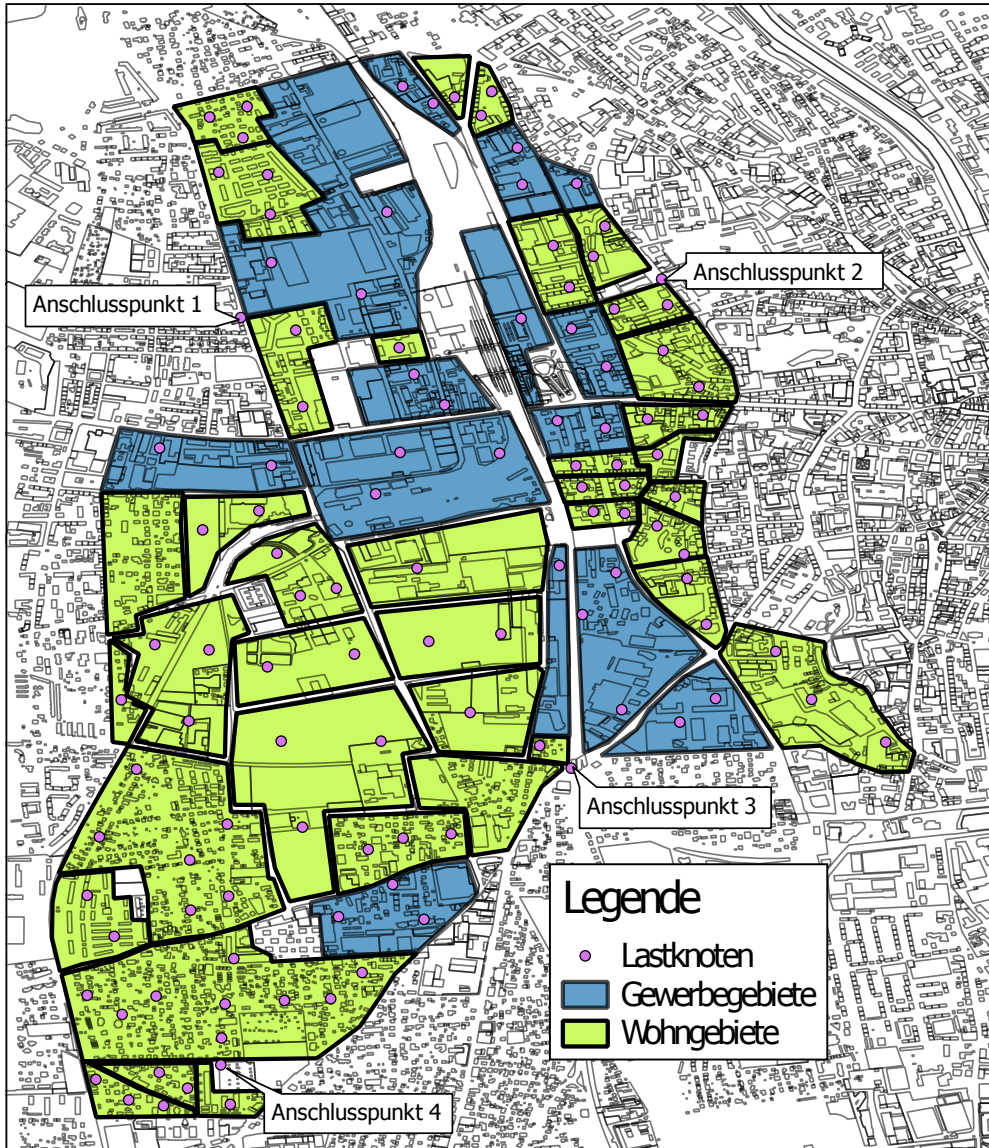 Anschlusspunkt 2
Anschlusspunkt 1
Anschlusspunkt 3
Legende
Lastknoten
Gewerbegebiete
Wohngebiete
Anschlusspunkt 4